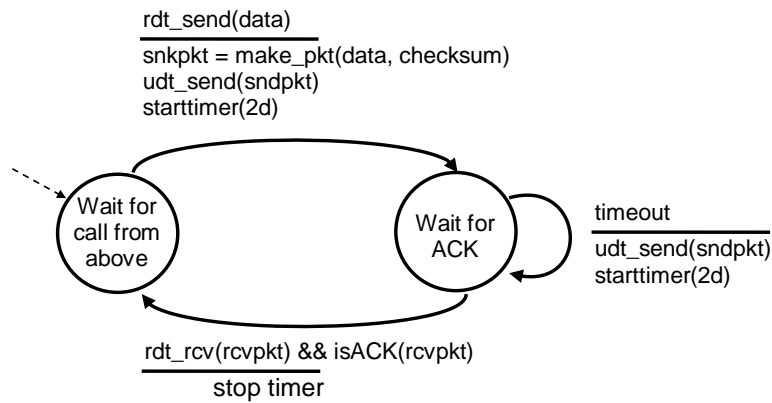 rdt_send(data)
snkpkt = make_pkt(data, checksum)
udt_send(sndpkt)
starttimer(2d)
Wait for
call from
above
Wait for
ACK
timeout
udt_send(sndpkt)
starttimer(2d)
rdt_rcv(rcvpkt) && isACK(rcvpkt)
stop timer